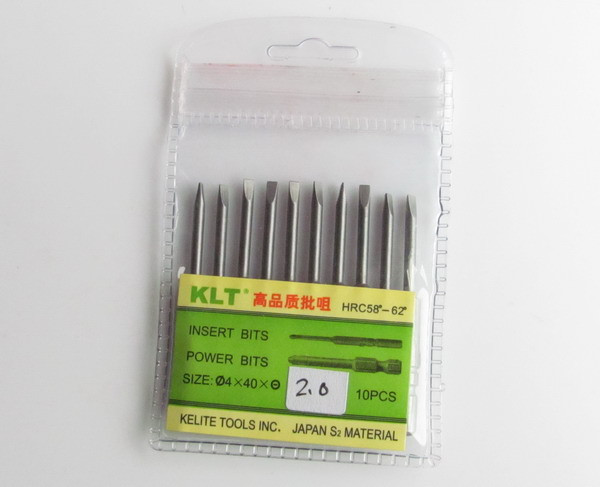 KLT® 高品质批咀 HRC58°-62°
INSERT BITS
POWER BITS
SIZE: Ø4×40×⊖ 2.0 10PCS
KELITE TOOLS INC. JAPAN S2 MATERIAL